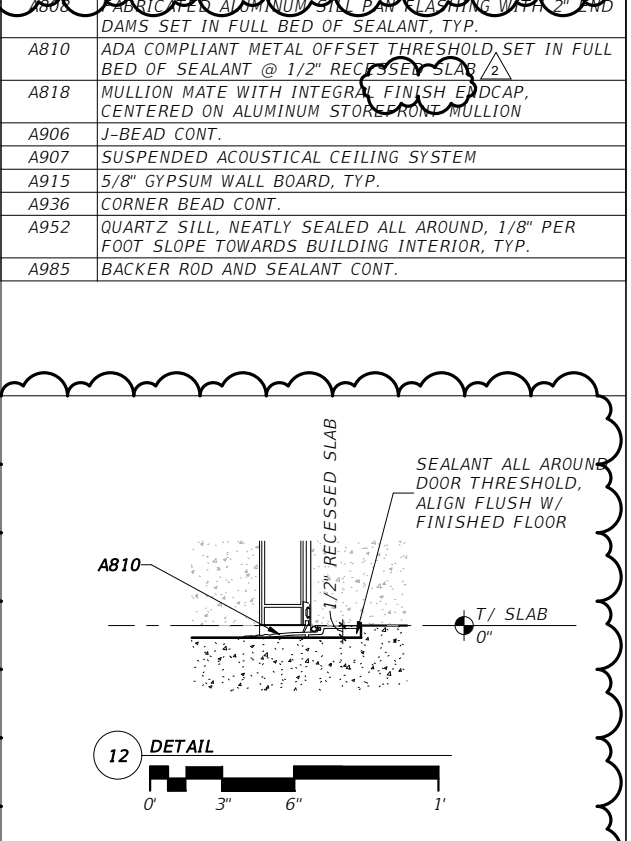 A808 FABRICATED ALUMINUM SILL PAN FLASHING WITH 2" END
DAMS SET IN FULL BED OF SEALANT, TYP.
A810 ADA COMPLIANT METAL OFFSET THRESHOLD SET IN FULL
BED OF SEALANT @ 1/2" RECESSED SLAB 2
A818 MULLION MATE WITH INTEGRAL FINISH ENDCAP,
CENTERED ON ALUMINUM STOREFRONT MULLION
A906 J-BEAD CONT.
A907 SUSPENDED ACOUSTICAL CEILING SYSTEM
A915 5/8" GYPSUM WALL BOARD, TYP.
A936 CORNER BEAD CONT.
A952 QUARTZ SILL, NEATLY SEALED ALL AROUND, 1/8" PER
FOOT SLOPE TOWARDS BUILDING INTERIOR, TYP.
A985 BACKER ROD AND SEALANT CONT.
1/2" RECESSED SLAB
SEALANT ALL AROUND
DOOR THRESHOLD,
ALIGN FLUSH W/
FINISHED FLOOR
A810
T/ SLAB
0"
12 DETAIL
0' 3" 6" 1'